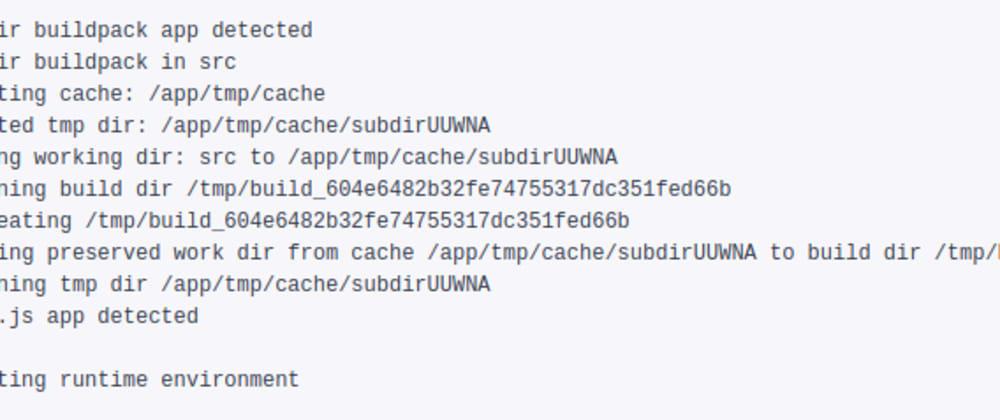 ir buildpack app detected
ir buildpack in src
ting cache: /app/tmp/cache
ted tmp dir: /app/tmp/cache/subdirUUWNA
ng working dir: src to /app/tmp/cache/subdirUUWNA
ning build dir /tmp/build_604e6482b32fe74755317dc351fed66b
eating /tmp/build_604e6482b32fe74755317dc351fed66b
ing preserved work dir from cache /app/tmp/cache/subdirUUWNA to build dir /tmp/
ning tmp dir /app/tmp/cache/subdirUUWNA
.js app detected
ting runtime environment